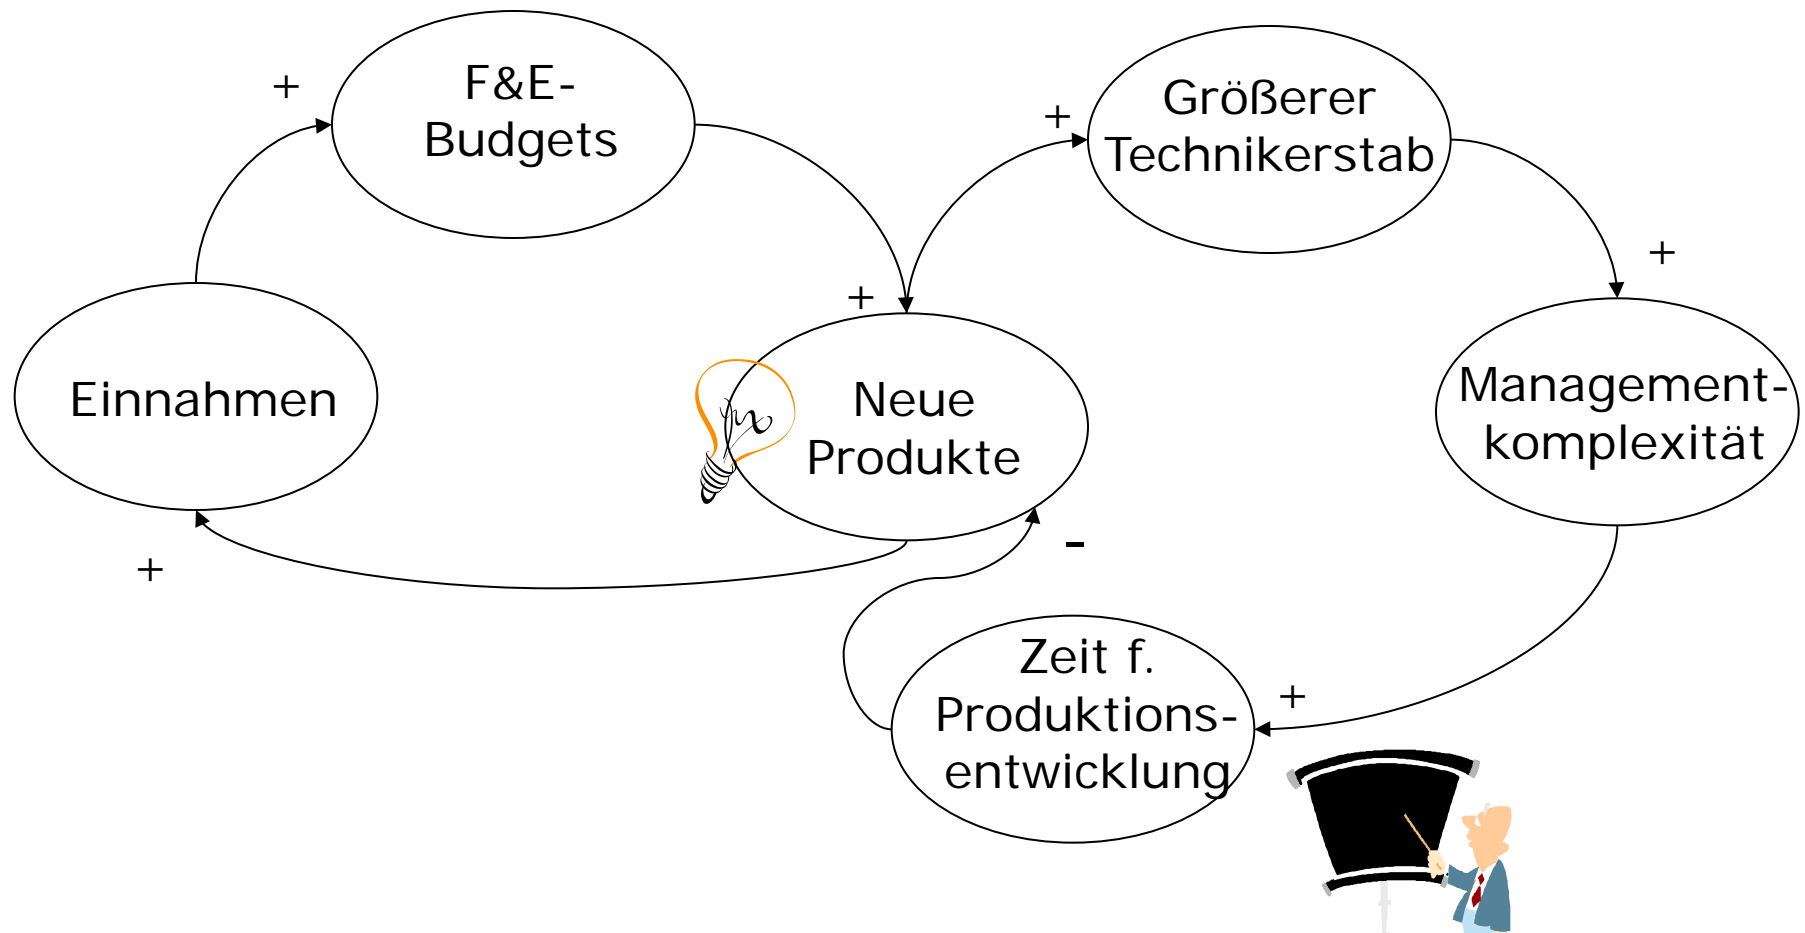 +
F&E-
Budgets
+
Größerer
Technikerstab
+
+
Einnahmen
Neue
Produkte
Management-
komplexität
+
-
Zeit f.
Produktions-
entwicklung
+